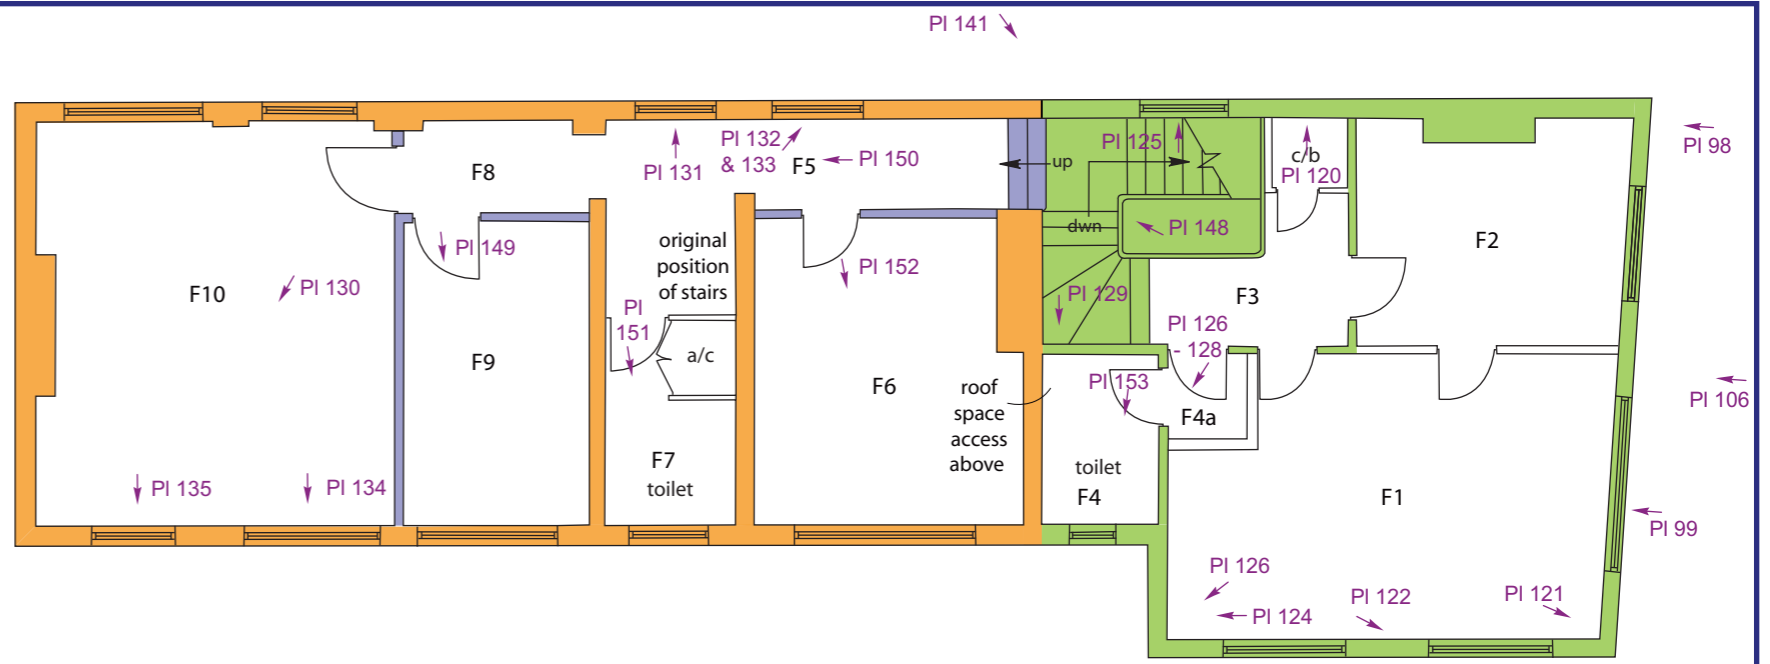 Pl 141
Pl 98
Pl 106
Pl 99
Pl 131
Pl 132
& 133
F5
Pl 150
F8
up
Pl 125
c/b
Pl 120
dwn
Pl 148
F2
Pl 149
original
position
of stairs
Pl 152
F10
Pl 130
Pl
151
a/c
Pl 129
F3
Pl 126
- 128
F9
F6
roof
space
access
above
Pl 153
F4a
F7
toilet
toilet
F4
F1
Pl 135
Pl 134
Pl 126
Pl 124
Pl 122
Pl 121